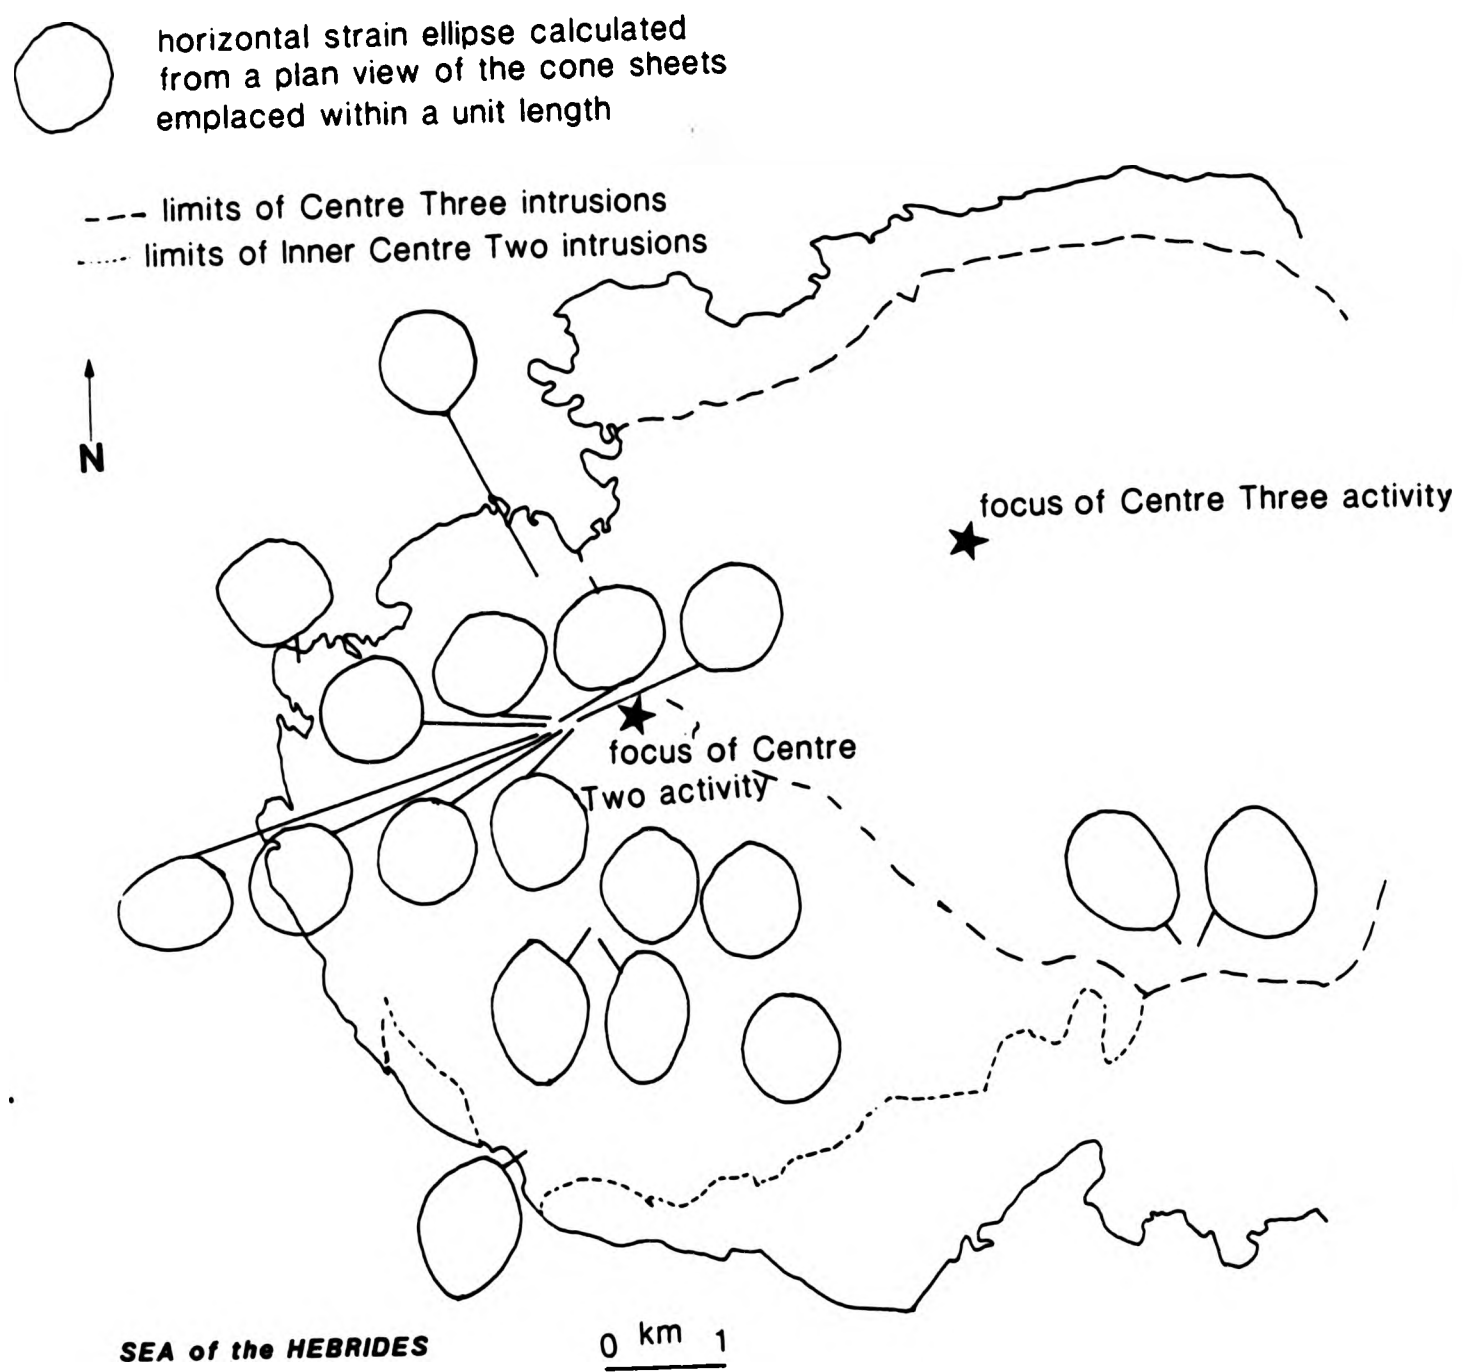 horizontal strain ellipse calculated
from a plan view of the cone sheets
emplaced within a unit length
limits of Centre Three intrusions
limits of Inner Centre Two intrusions
N
focus of Centre Three activity
focus of Centre
Two activity
SEA of the HEBRIDES
0 km 1